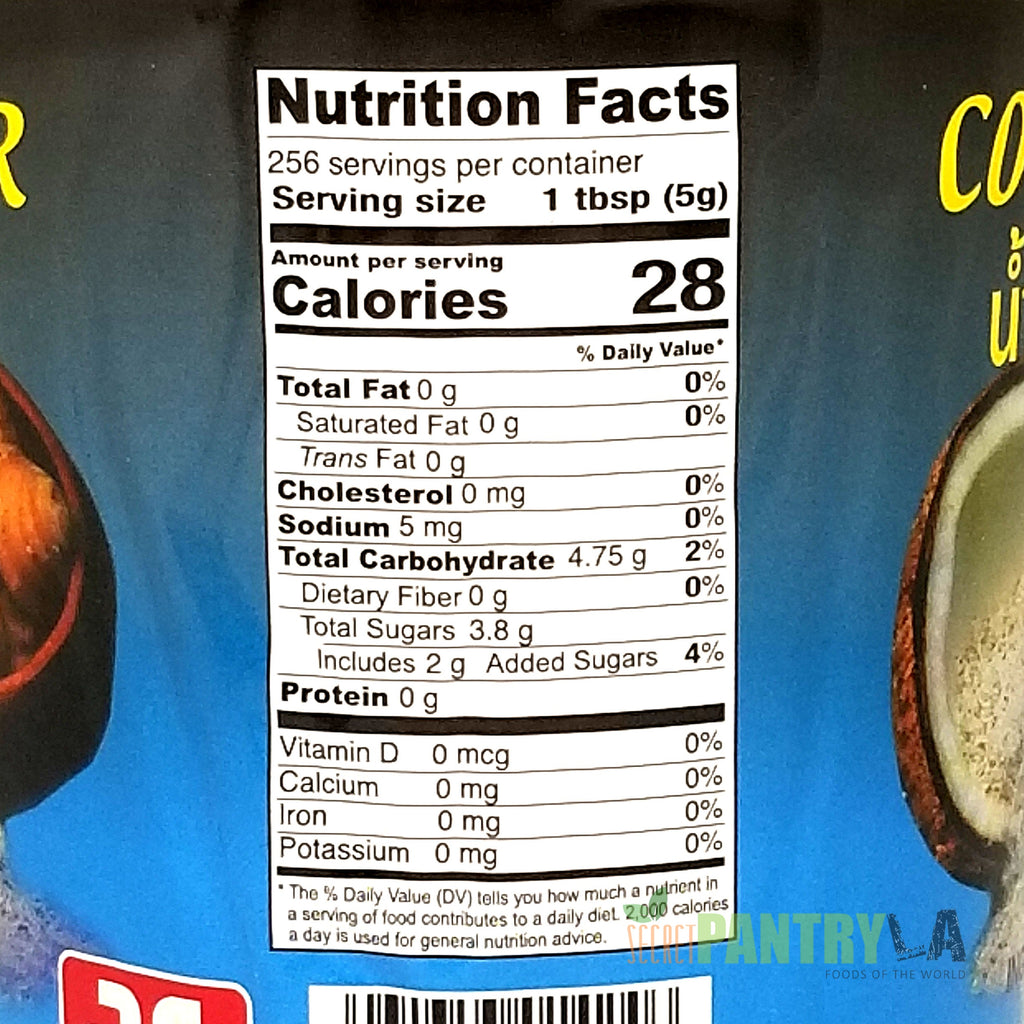 R
CO
Nutrition Facts
256 servings per container
Serving size 1 tbsp (5g)
Amount per serving
Calories 28
% Daily Value*
Total Fat 0 g 0%
Saturated Fat 0 g 0%
Trans Fat 0 g
Cholesterol 0 mg 0%
Sodium 5 mg 0%
Total Carbohydrate 4.75 g 2%
Dietary Fiber 0 g 0%
Total Sugars 3.8 g
Includes 2 g Added Sugars 4%
Protein 0 g
Vitamin D 0 mcg 0%
Calcium 0 mg 0%
Iron 0 mg 0%
Potassium 0 mg 0%
* The % Daily Value (DV) tells you how much a nutrient in
a serving of food contributes to a daily diet. 2,000 calories
a day is used for general nutrition advice.
SECRET PANTRY LA
FOODS OF THE WORLD